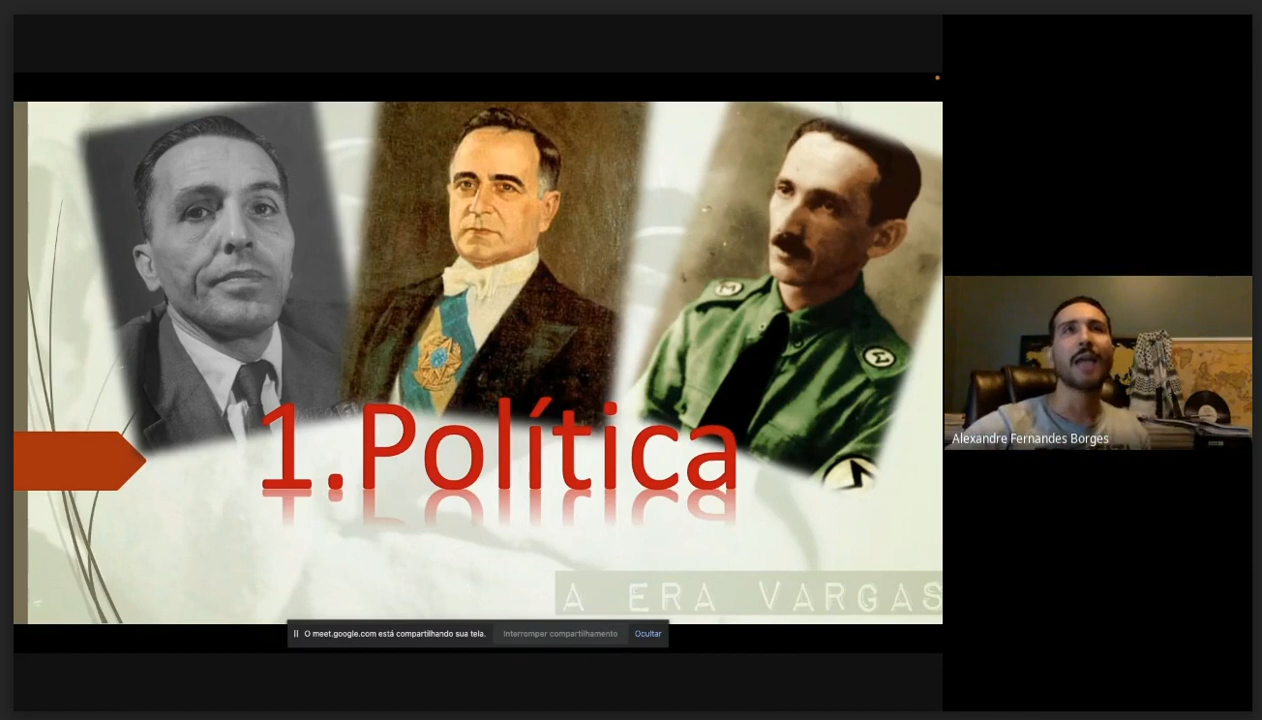 1.Política
A ERA VARGAS
O meet.google.com está compartilhando sua tela.
Interromper compartilhamento
Ocultar
Alexandre Fernandes Borges